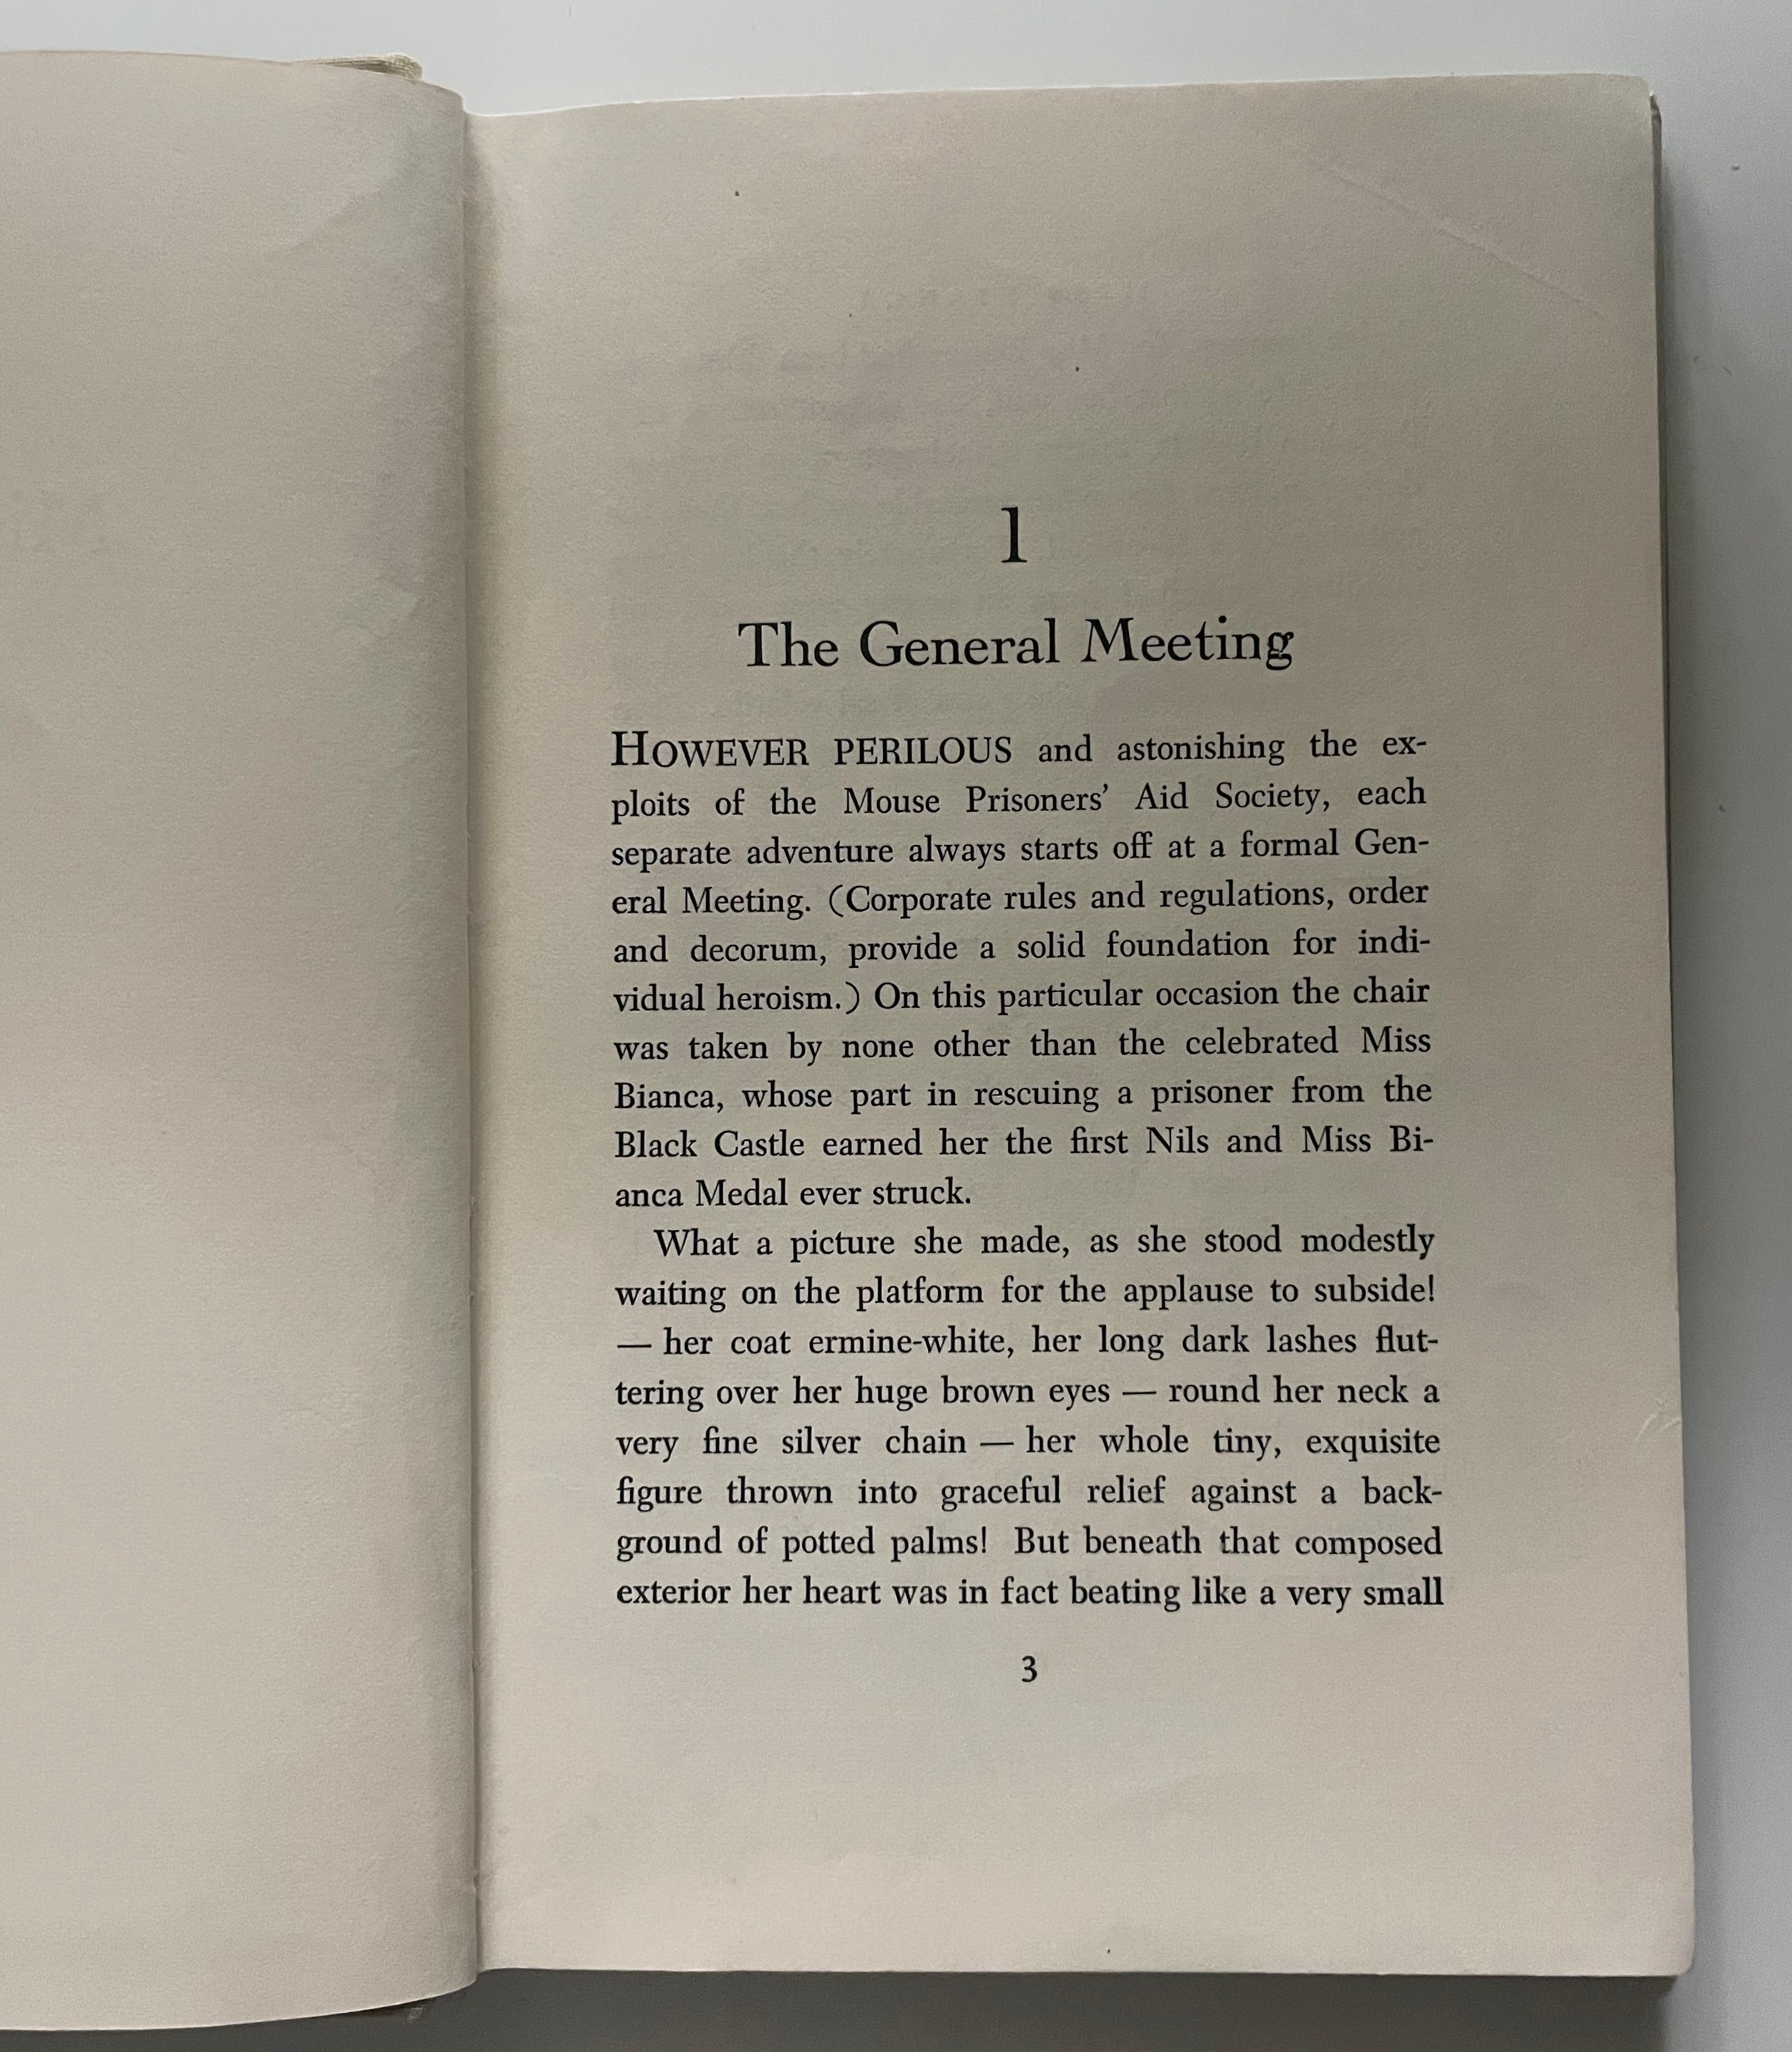 1
The General Meeting
HOWEVER PERILOUS and astonishing the ex-
ploits of the Mouse Prisoners' Aid Society, each
separate adventure always starts off at a formal Gen-
eral Meeting. (Corporate rules and regulations, order
and decorum, provide a solid foundation for indi-
vidual heroism.) On this particular occasion the chair
was taken by none other than the celebrated Miss
Bianca, whose part in rescuing a prisoner from the
Black Castle earned her the first Nils and Miss Bi-
anca Medal ever struck.
What a picture she made, as she stood modestly
waiting on the platform for the applause to subside!
— her coat ermine-white, her long dark lashes flut-
tering over her huge brown eyes — round her neck a
very fine silver chain — her whole tiny, exquisite
figure thrown into graceful relief against a back-
ground of potted palms! But beneath that composed
exterior her heart was in fact beating like a very small
3